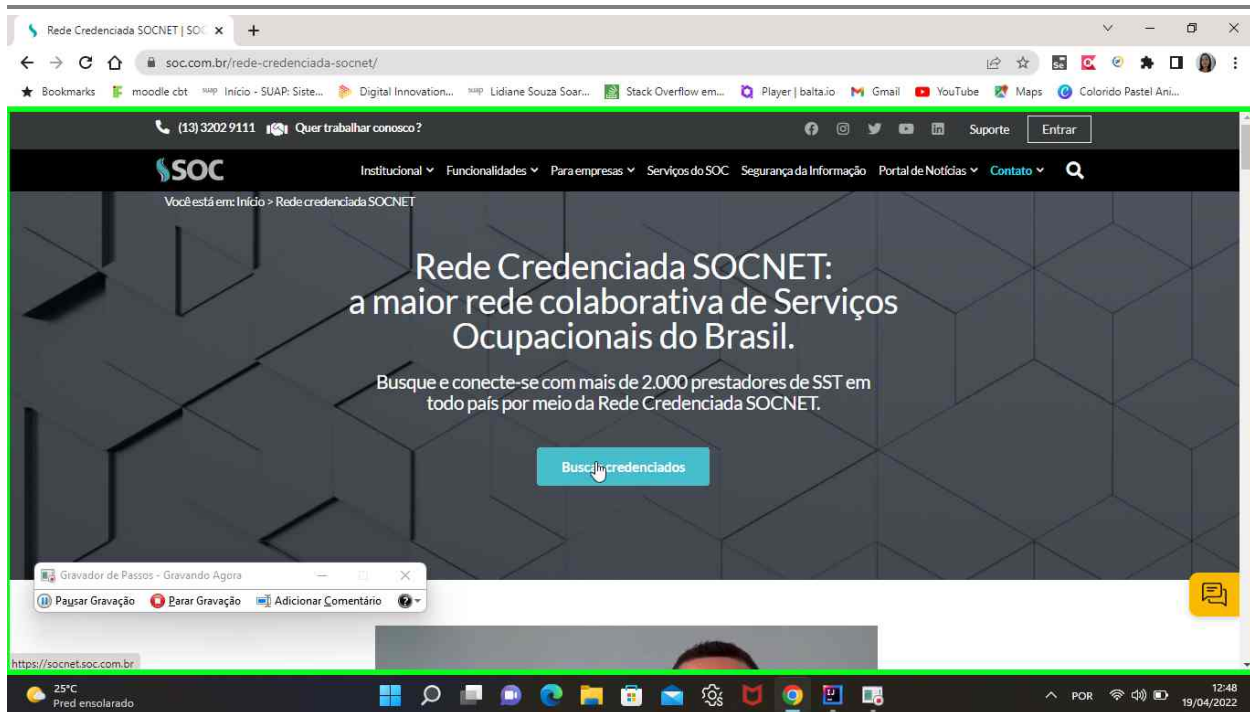 Rede Credenciada SOCNET | SOC
soc.com.br/rede-credenciada-socnet/
Bookmarks moodle cbt suap Início - SUAP: Siste... Digital Innovation... suap Lidiane Souza Soar... Stack Overflow em... Player | balta.io Gmail YouTube Maps Colorido Pastel Ani...
(13) 3202 9111 Quer trabalhar conosco ? Suporte Entrar
SOC Institucional Funcionalidades Para empresas Serviços do SOC Segurança da Informação Portal de Notícias Contato
Você está em: Início > Rede credenciada SOCNET
Rede Credenciada SOCNET:
a maior rede colaborativa de Serviços
Ocupacionais do Brasil.
Busque e conecte-se com mais de 2.000 prestadores de SST em
todo país por meio da Rede Credenciada SOCNET.
Buscar credenciados
Gravador de Passos - Gravando Agora
Pausar Gravação Parar Gravação Adicionar Comentário
https://socnet.soc.com.br
25°C
Pred ensolarado
POR
12:48
19/04/2022